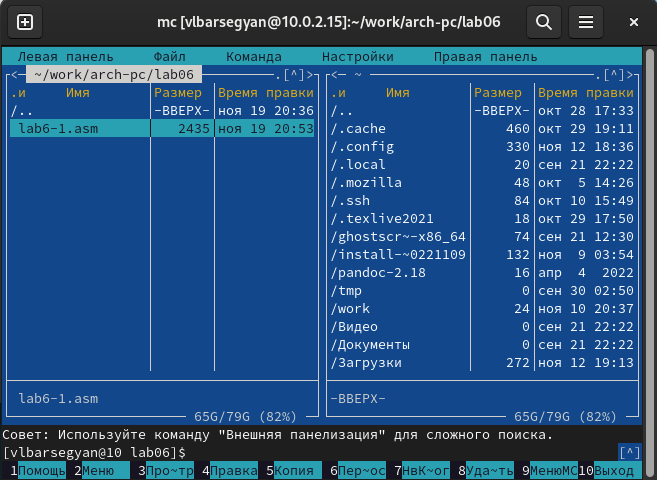 mc [vlbarsegyan@10.0.2.15]:~/work/arch-pc/lab06
Левая панель Файл Команда Настройки Правая панель
<— ~/work/arch-pc/lab06 .[^]>
.и Имя Размер Время правки
/.. -ВВЕРХ- ноя 19 20:36
lab6-1.asm 2435 ноя 19 20:53
lab6-1.asm
65G/79G (82%)
<— ~ .[^]>
.и Имя Размер Время правки
/.. -ВВЕРХ- окт 28 17:33
/.cache 460 окт 29 19:11
/.config 330 ноя 12 18:36
/.local 20 сен 21 22:22
/.mozilla 48 окт 5 14:26
/.ssh 84 окт 10 15:49
/.texlive2021 18 окт 29 17:50
/ghostscr~-x86_64 74 сен 21 12:30
/install-~0221109 132 ноя 9 03:54
/pandoc-2.18 16 апр 4 2022
/tmp 0 сен 30 02:50
/work 24 ноя 10 20:37
/Видео 0 сен 21 22:22
/Документы 0 сен 21 22:22
/Загрузки 272 ноя 12 19:13
-ВВЕРХ-
65G/79G (82%)
Совет: Используйте команду "Внешняя панелизация" для сложного поиска.
[vlbarsegyan@10 lab06]$ [^]
1Помощь 2Меню 3Про~тр 4Правка 5Копия 6Пер~ос 7НвК~ог 8Уда~ть 9МенюMC 10Выход